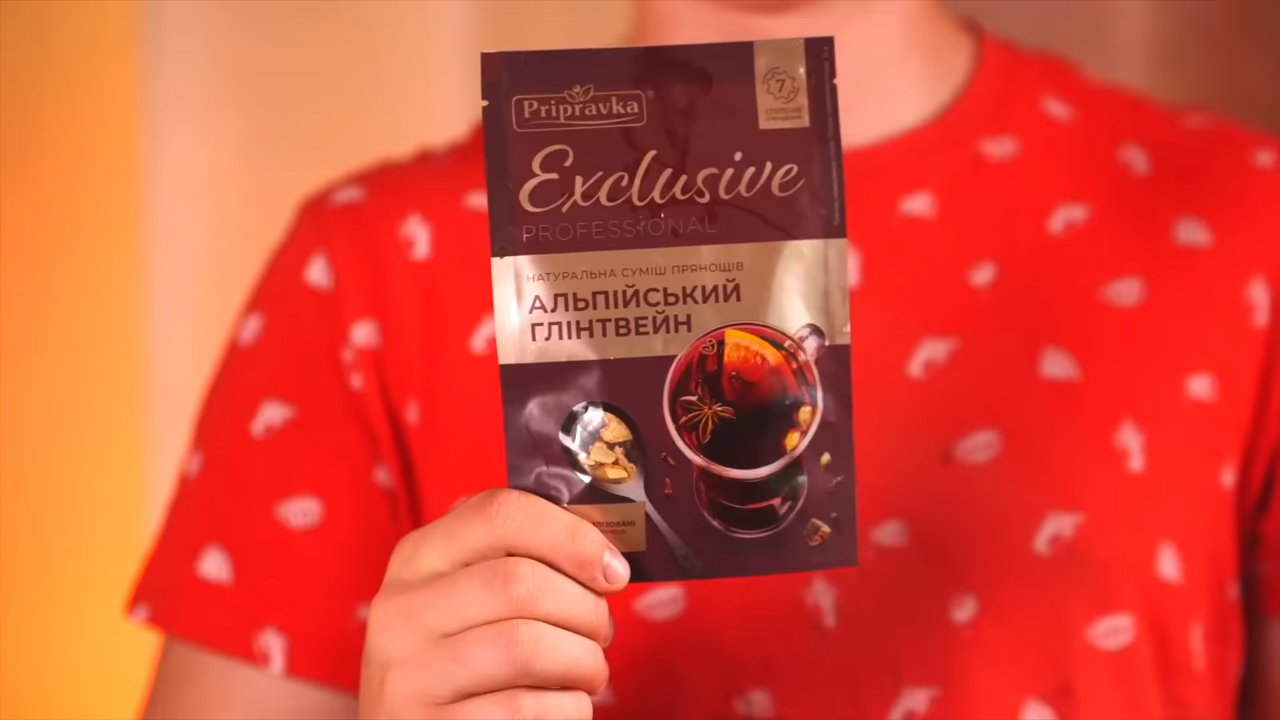 Pripravka
7
Exclusive
PROFESSIONAL
НАТУРАЛЬНА СУМІШ ПРЯНОЩІВ
АЛЬПІЙСЬКИЙ
ГЛІНТВЕЙН